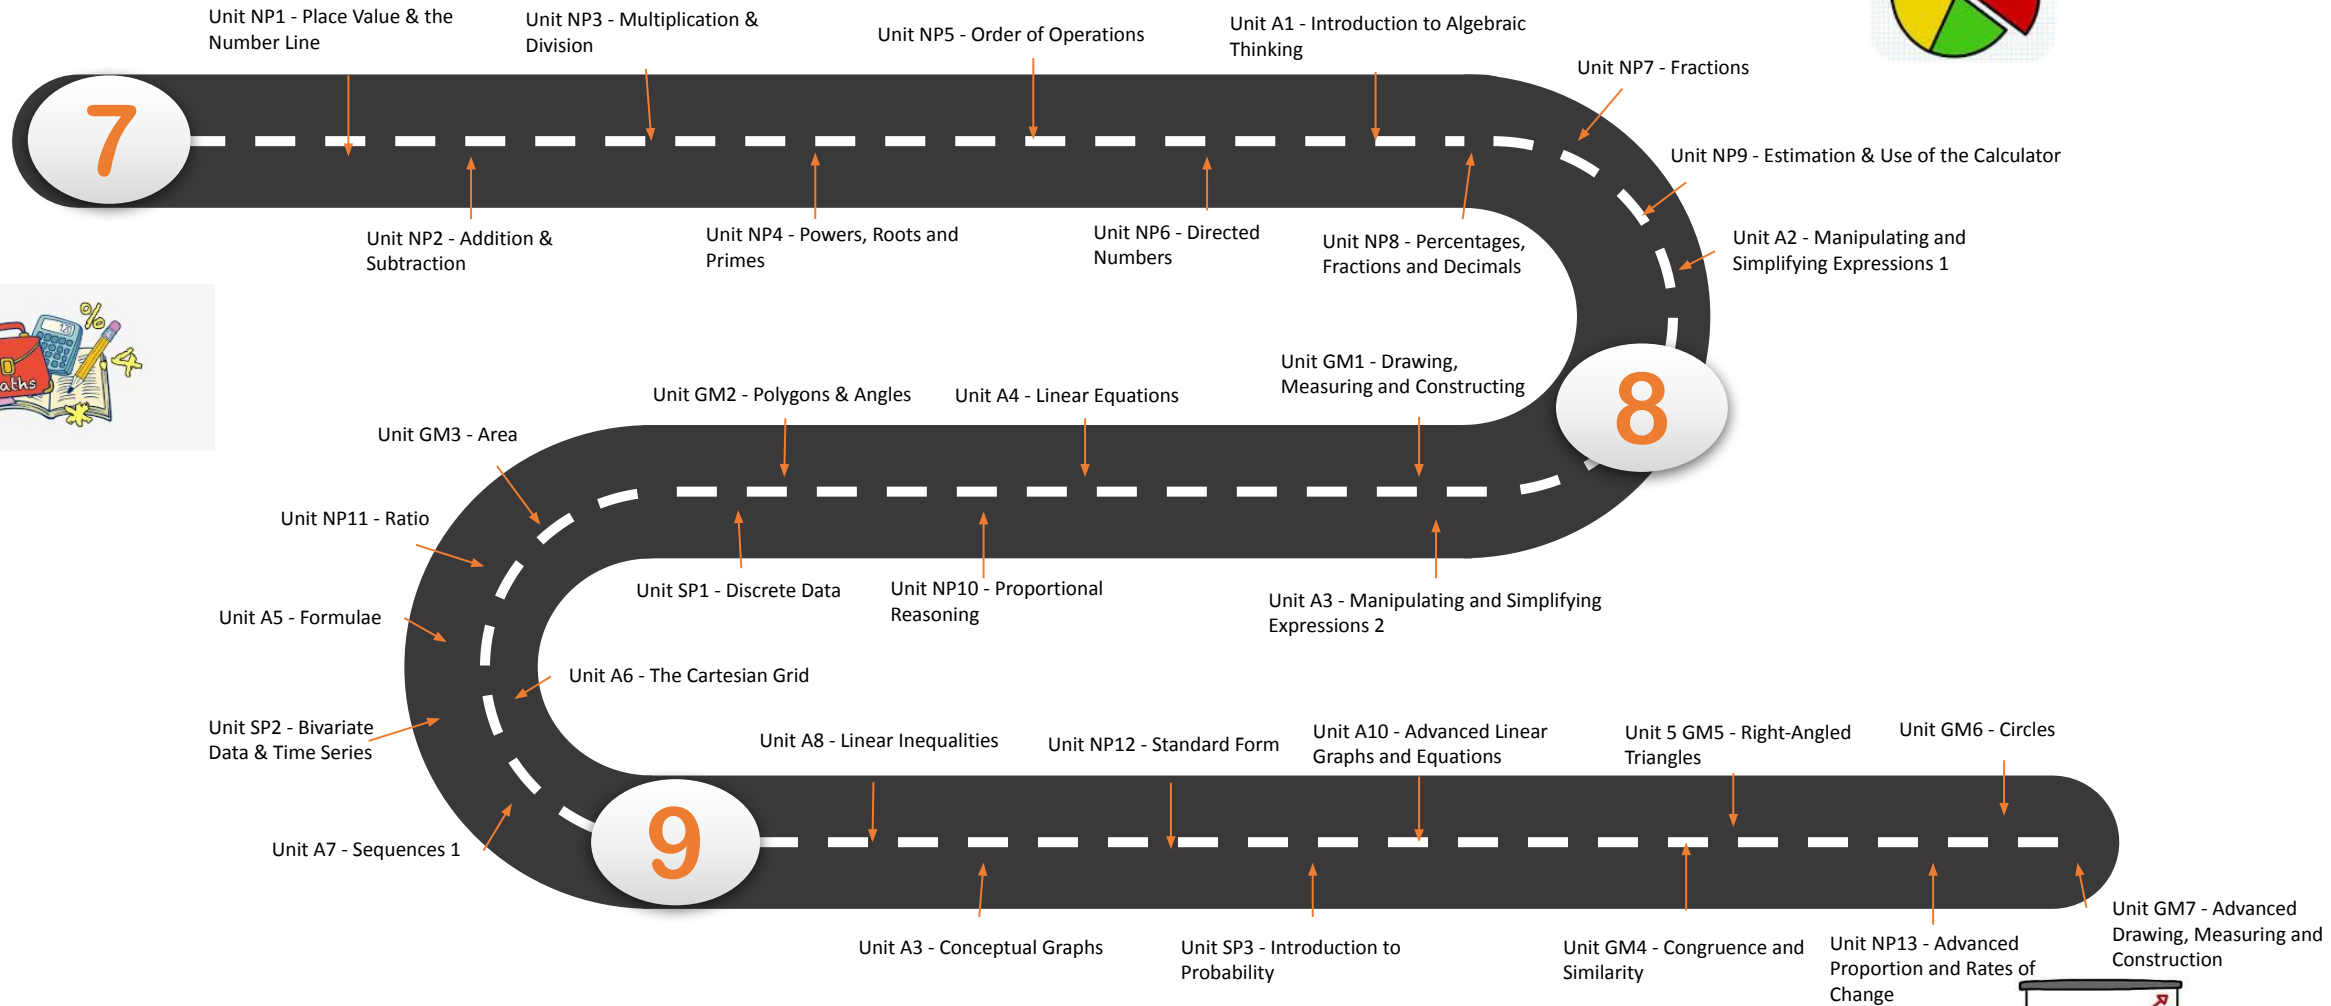 Unit NP1 - Place Value & the
Number Line
Unit NP3 - Multiplication &
Division
Unit NP5 - Order of Operations
Unit A1 - Introduction to Algebraic
Thinking
Unit NP7 - Fractions
7
Unit NP9 - Estimation & Use of the Calculator
Unit NP2 - Addition &
Subtraction
Unit NP4 - Powers, Roots and
Primes
Unit NP6 - Directed
Numbers
Unit NP8 - Percentages,
Fractions and Decimals
Unit A2 - Manipulating and
Simplifying Expressions 1
%
4
aths
8
Unit GM1 - Drawing,
Measuring and Constructing
Unit A4 - Linear Equations
Unit GM2 - Polygons & Angles
Unit GM3 - Area
Unit NP11 - Ratio
Unit A3 - Manipulating and Simplifying
Expressions 2
Unit NP10 - Proportional
Reasoning
Unit SP1 - Discrete Data
Unit A5 - Formulae
Unit A6 - The Cartesian Grid
Unit SP2 - Bivariate
Data & Time Series
Unit A7 - Sequences 1
9
Unit A8 - Linear Inequalities
Unit NP12 - Standard Form
Unit A10 - Advanced Linear
Graphs and Equations
Unit 5 GM5 - Right-Angled
Triangles
Unit GM6 - Circles
Unit A3 - Conceptual Graphs
Unit SP3 - Introduction to
Probability
Unit GM4 - Congruence and
Similarity
Unit NP13 - Advanced
Proportion and Rates of
Change
Unit GM7 - Advanced
Drawing, Measuring and
Construction